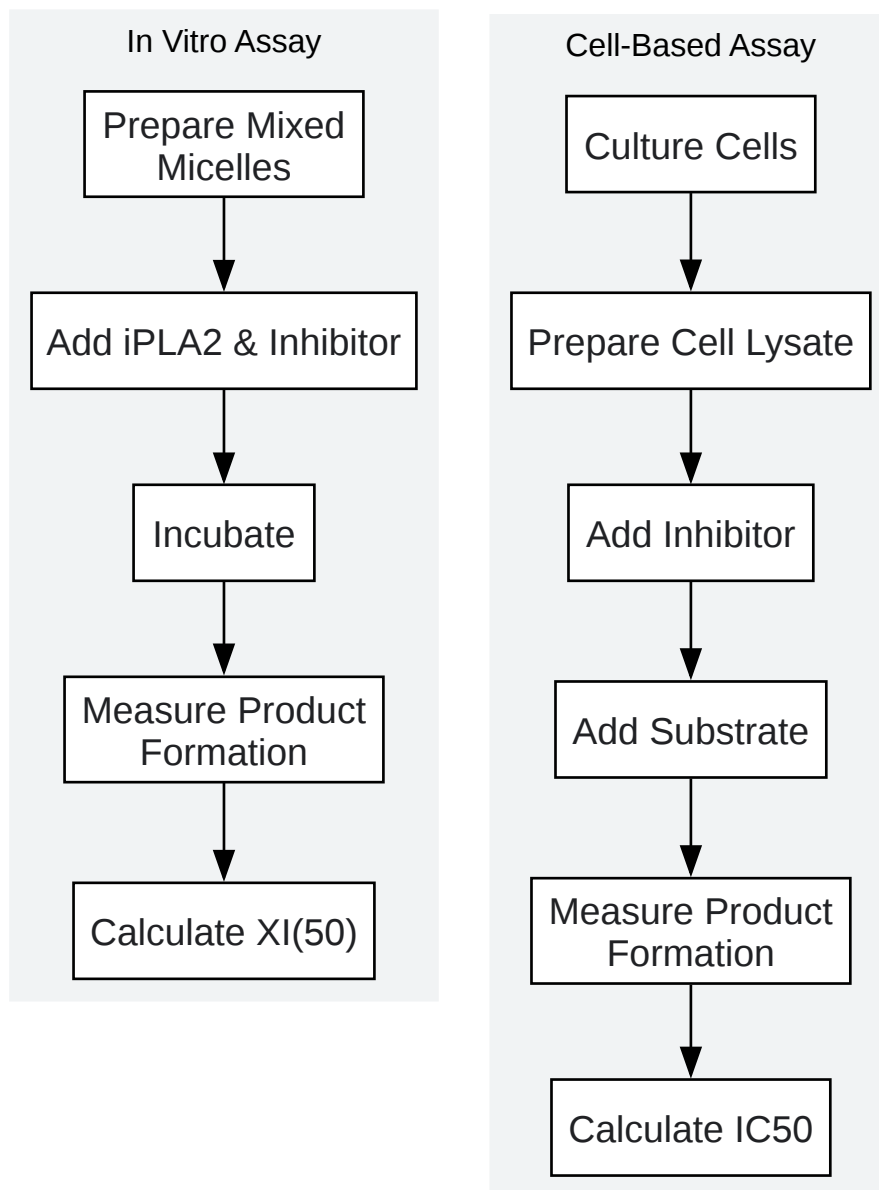 In Vitro Assay
Prepare Mixed
Micelles
Add iPLA2 & Inhibitor
Incubate
Measure Product
Formation
Calculate XI(50)
Cell-Based Assay
Culture Cells
Prepare Cell Lysate
Add Inhibitor
Add Substrate
Measure Product
Formation
Calculate IC50